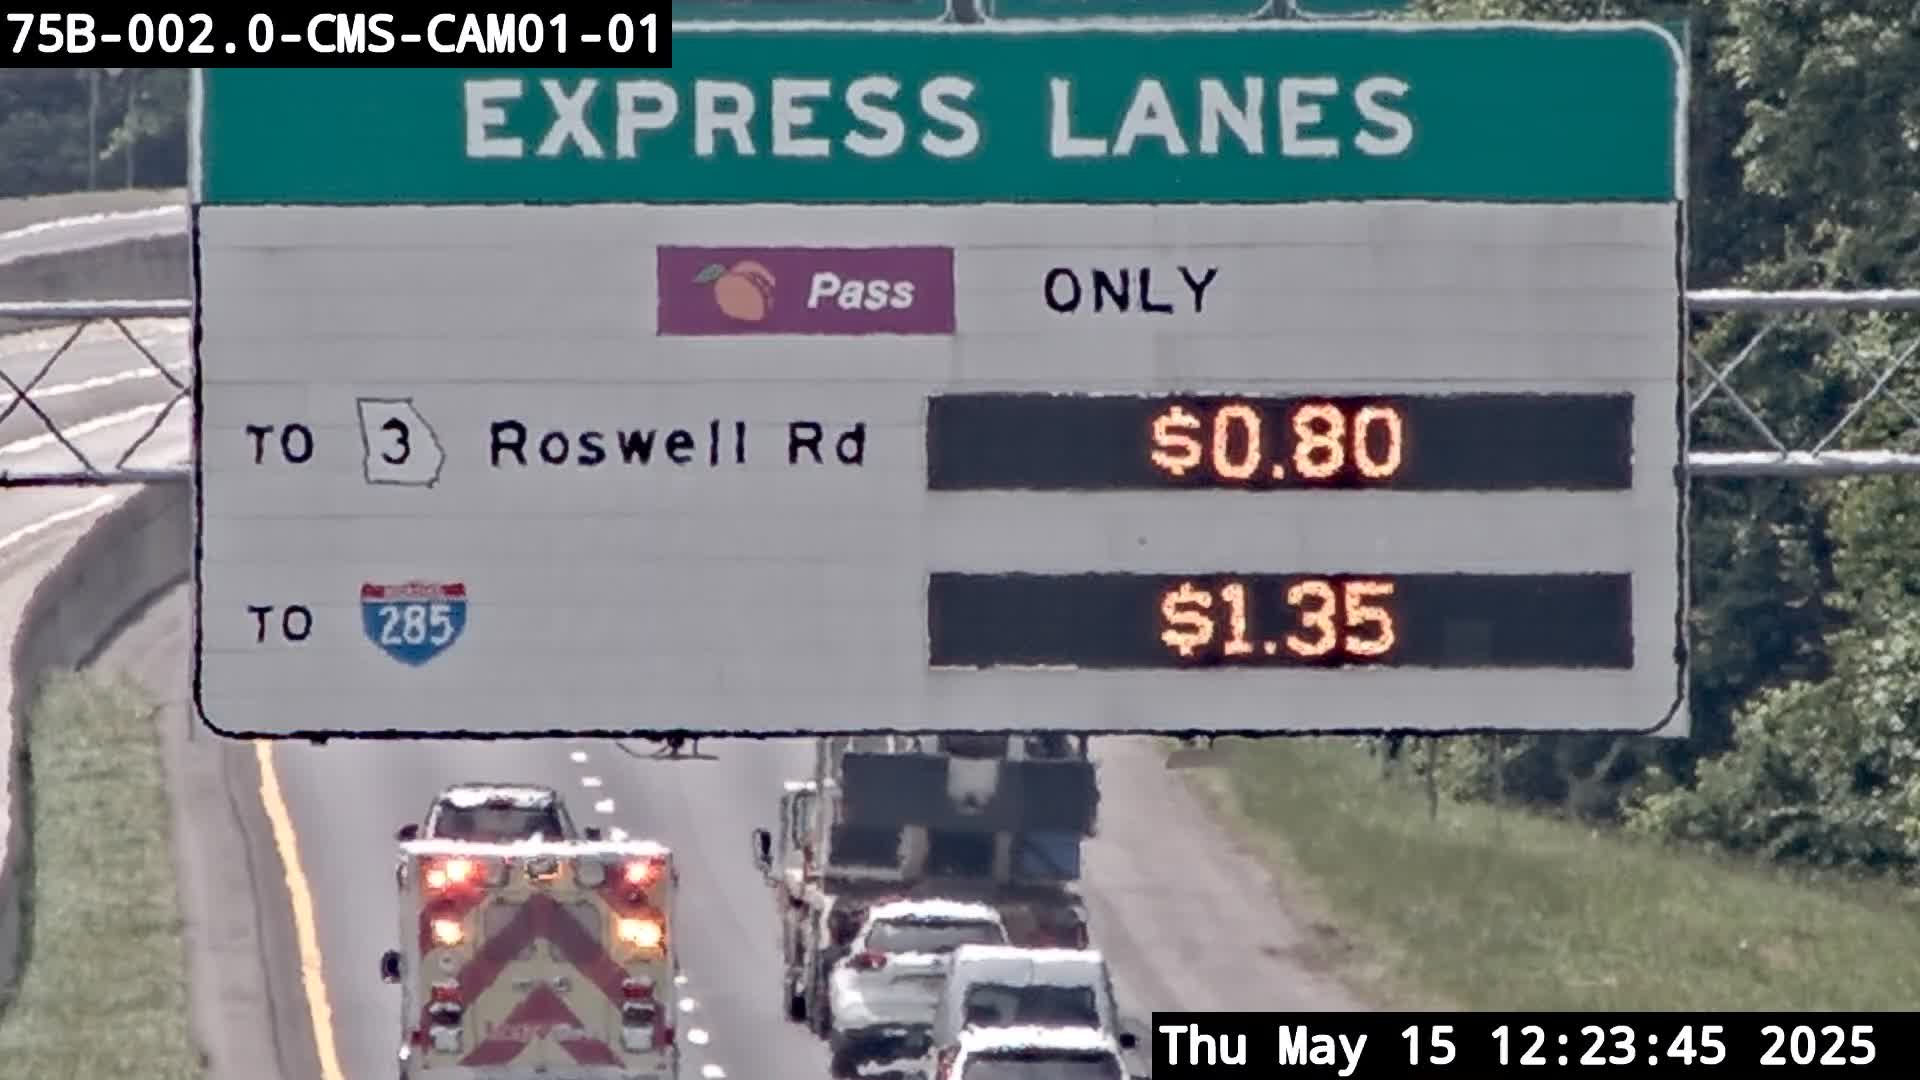 75B-002.0-CMS-CAM01-01
EXPRESS LANES
Pass ONLY
TO 3 Roswell Rd $0.80
TO 285 $1.35
Thu May 15 12:23:45 2025